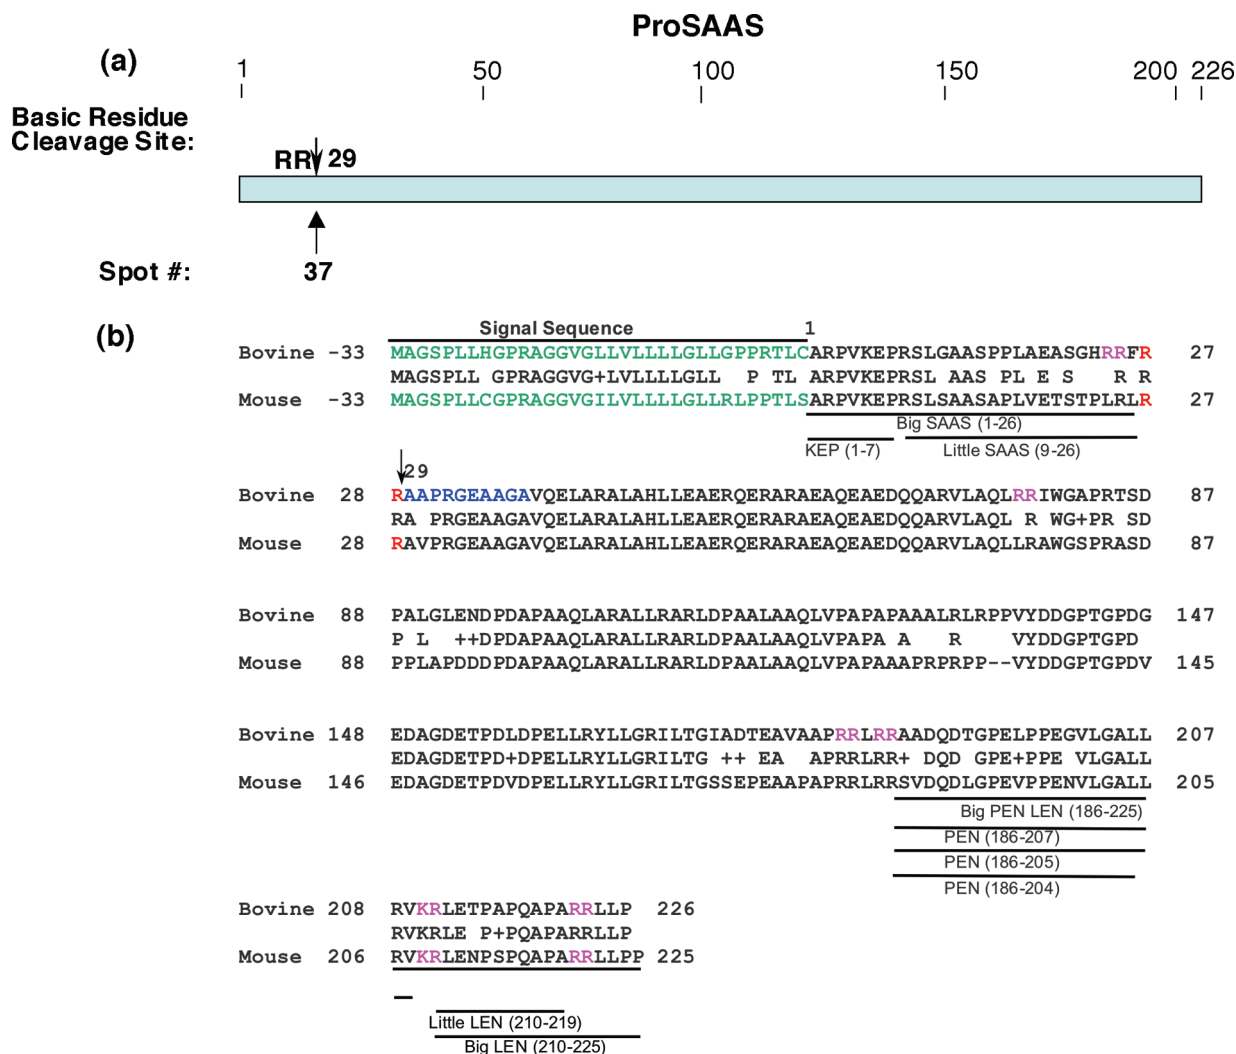 ProSAAS
(a)
1 50 100 150 200 226
Basic Residue
Cleavage Site:
RR 29
Spot #:
37
(b)
Signal Sequence 1
Bovine -33 MAGSPLLHGPRAGGVGLLVLLLLGLLGPPRTLCARPVKEPRSLGAASPPLAEASGHRRFR 27
MAGSPLL GPRAGGVG+LVLLLLGLL P TL ARPVKEPRSL AAS PL E S R R
Mouse -33 MAGSPLLCGPRAGGVGILVLLLLGLLRLPPTLSARPVKEPRSLSAASAPLVETSTPLRLR 27
Big SAAS (1-26)
KEP (1-7) Little SAAS (9-26)
29
Bovine 28 RAAPRGEAAGAVQELARALAHLLEAERQERARAEAQEAEDQQARVLAQLRRIWGAPRTSD 87
RA PRGEAAGAVQELARALAHLLEAERQERARAEAQEAEDQQARVLAQL R WG+PR SD
Mouse 28 RAVPRGEAAGAVQELARALAHLLEAERQERARAEAQEAEDQQARVLAQLLRAWGSPRASD 87
Bovine 88 PALGLENDPDAPAAQLARALLRARLDPAALAAQLVPAPAPAAALRLRPPVYDDGPTGPDG 147
P L ++DPDAPAAQLARALLRARLDPAALAAQLVPAPA A R VYDDGPTGPD
Mouse 88 PPLAPDDDPDAPAAQLARALLRARLDPAALAAQLVPAPAAAPRPRPP--VYDDGPTGPDV 145
Bovine 148 EDAGDETPDLDPELLRYLLGRILTGIADTEAVAAPRRLRRAADQDTGPELPPEGVLGALL 207
EDAGDETPD+DPELLRYLLGRILTG ++ EA APRRLRR+ DQD GPE+PPE VLGALL
Mouse 146 EDAGDETPDVDPELLRYLLGRILTGSSEPEAAPAPRRLRRSVDQDLGPEVPPENVLGALL 205
Big PEN LEN (186-225)
PEN (186-207)
PEN (186-205)
PEN (186-204)
Bovine 208 RVKRLETPAPQAPARRLLP 226
RVKRLE P+PQAPARRLLP
Mouse 206 RVKRLENPSPQAPARRLLPP 225
Little LEN (210-219)
Big LEN (210-225)